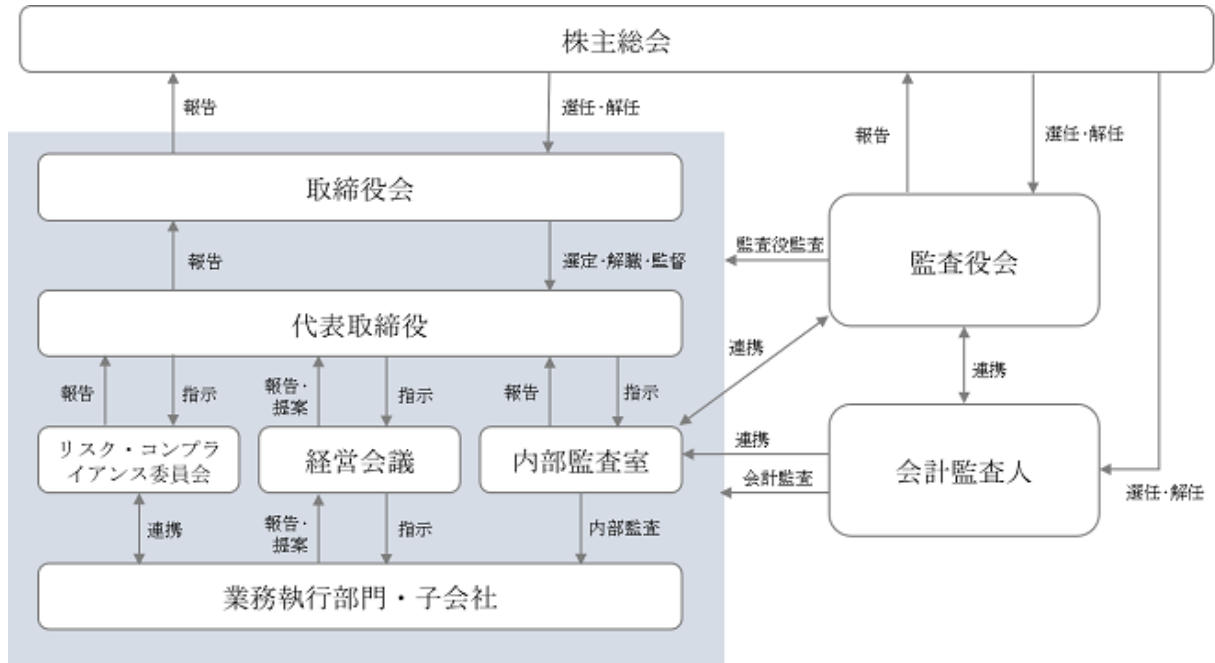 株主総会
報告
選任・解任
報告
選任・解任
取締役会
監査役会
監査役監査
報告
選定・解職・監督
代表取締役
連携
連携
報告
指示
報告・
提案
指示
報告
指示
リスク・コンプラ
イアンス委員会
経営会議
内部監査室
連携
会計監査
会計監査人
選任・解任
連携
報告・
提案
指示
内部監査
業務執行部門・子会社